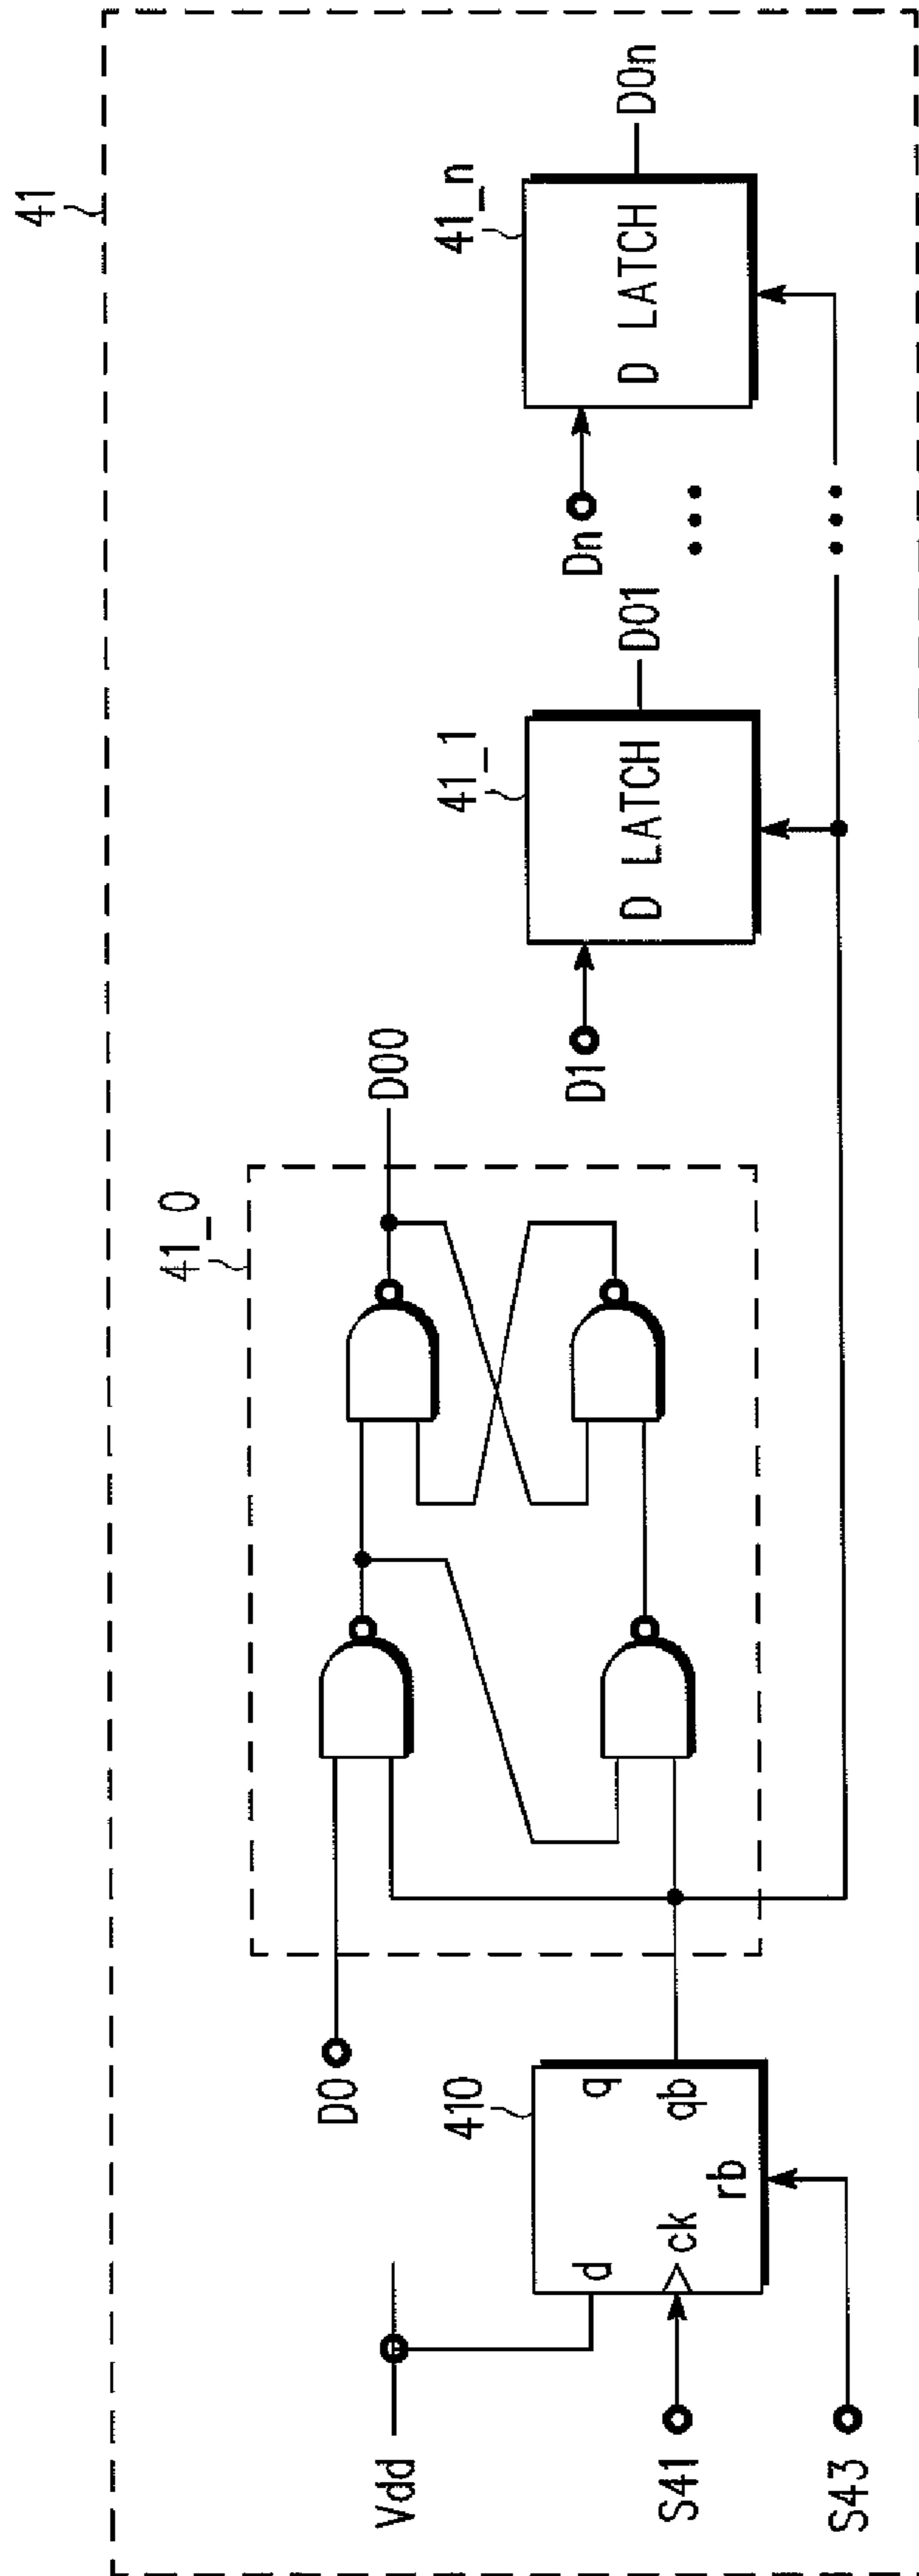 41
41_0
41_1
41_n
D0
D00
D1
D LATCH
D01
Dn
D LATCH
D0n
Vdd
410
d
q
ck
qb
rb
S41
S43